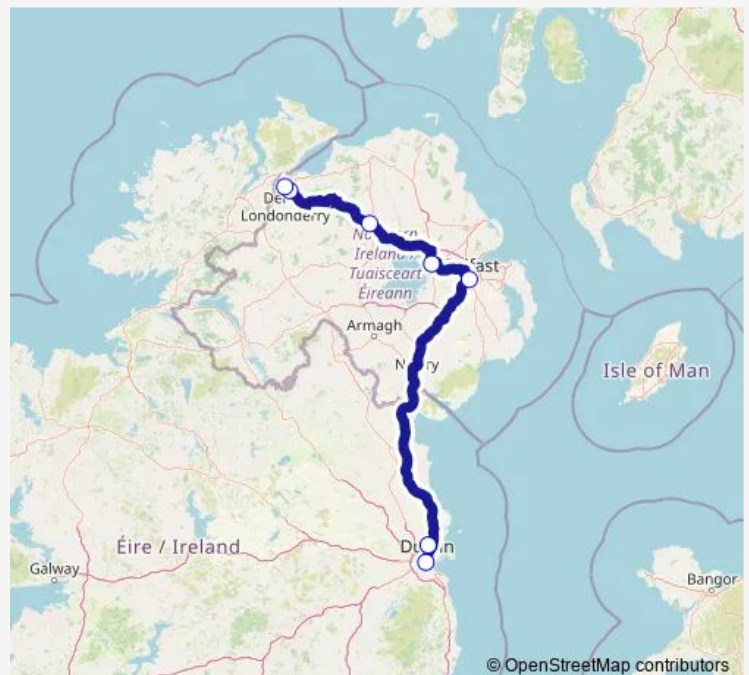 Londonderry
Ireland /
Tuaisceart
Éireann
Armagh
Isle of Man
Éire / Ireland
Galway
Bangor
© OpenStreetMap contributors